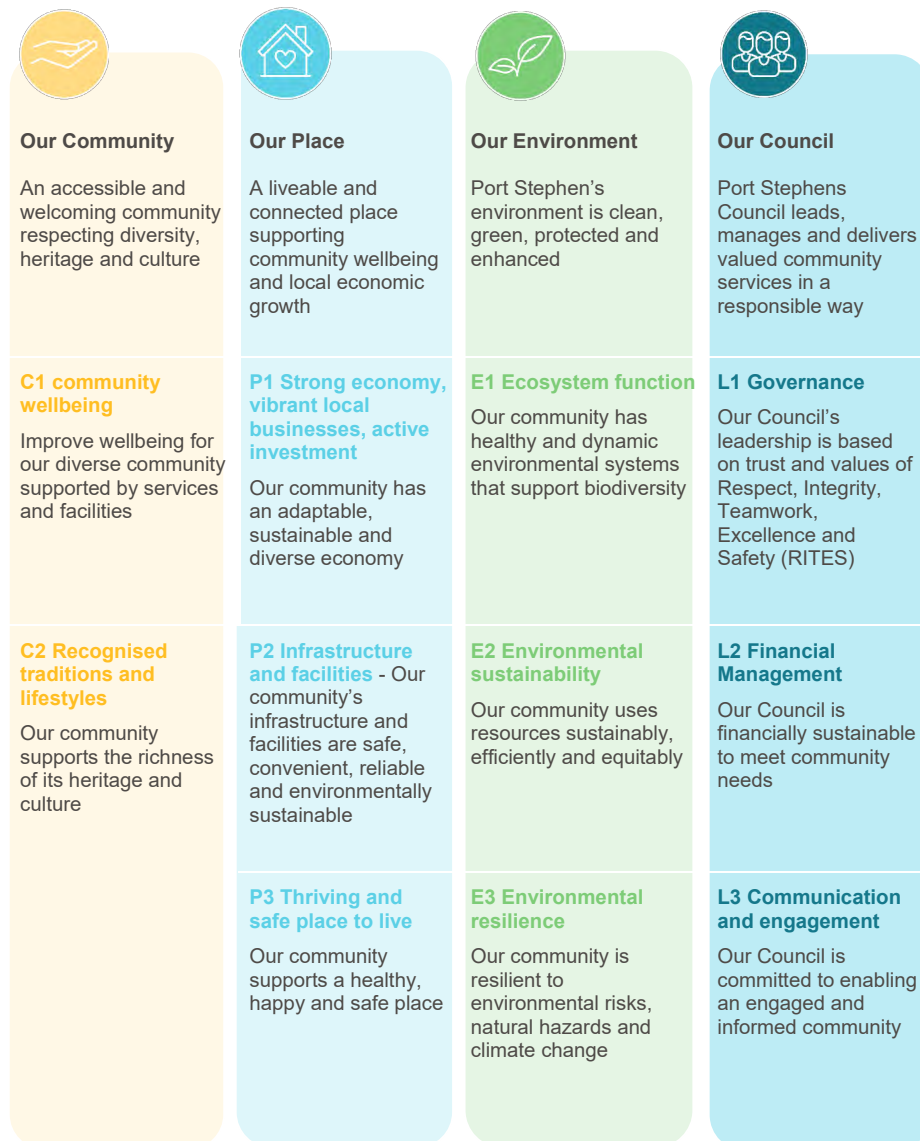 Our Community
An accessible and
welcoming community
respecting diversity,
heritage and culture
C1 community
wellbeing
Improve wellbeing for
our diverse community
supported by services
and facilities
C2 Recognised
traditions and
lifestyles
Our community
supports the richness
of its heritage and
culture
Our Place
A liveable and
connected place
supporting
community wellbeing
and local economic
growth
P1 Strong economy,
vibrant local
businesses, active
investment
Our community has
an adaptable,
sustainable and
diverse economy
P2 Infrastructure
and facilities - Our
community’s
infrastructure and
facilities are safe,
convenient, reliable
and environmentally
sustainable
P3 Thriving and
safe place to live
Our community
supports a healthy,
happy and safe place
Our Environment
Port Stephen’s
environment is clean,
green, protected and
enhanced
E1 Ecosystem function
Our community has
healthy and dynamic
environmental systems
that support biodiversity
E2 Environmental
sustainability
Our community uses
resources sustainably,
efficiently and equitably
E3 Environmental
resilience
Our community is
resilient to
environmental risks,
natural hazards and
climate change
Our Council
Port Stephens
Council leads,
manages and delivers
valued community
services in a
responsible way
L1 Governance
Our Council’s
leadership is based
on trust and values of
Respect, Integrity,
Teamwork,
Excellence and
Safety (RITES)
L2 Financial
Management
Our Council is
financially sustainable
to meet community
needs
L3 Communication
and engagement
Our Council is
committed to enabling
an engaged and
informed community